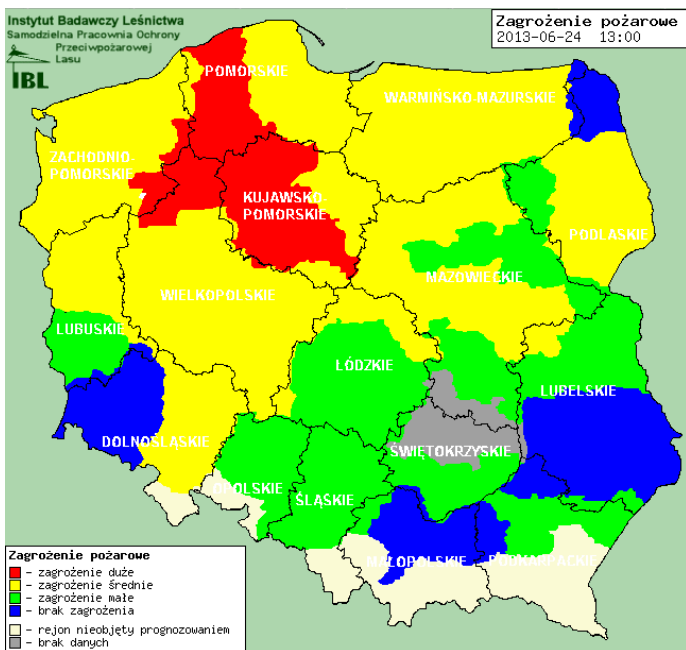 Instytut Badawczy Leśnictwa
Samodzielna Pracownia Ochrony
Przeciwpożarowej
Lasu
IBL
Zagrożenie pożarowe
2013-06-24 13:00
POMORSKIE
WARMIŃSKO-MAZURSKIE
ZACHODNIO-
POMORSKIE
KUJAWSKO-
POMORSKIE
PODLASKIE
MAZOWIECKIE
WIELKOPOLSKIE
LUBUSKIE
ŁÓDZKIE
LUBELSKIE
DOLNOŚLĄSKIE
ŚWIĘTOKRZYSKIE
OPOLSKIE
ŚLĄSKIE
MAŁOPOLSKIE
PODKARPACKIE
Zagrożenie pożarowe
- zagrożenie duże
- zagrożenie średnie
- zagrożenie małe
- brak zagrożenia
- rejon nieobjęty prognozowaniem
- brak danych